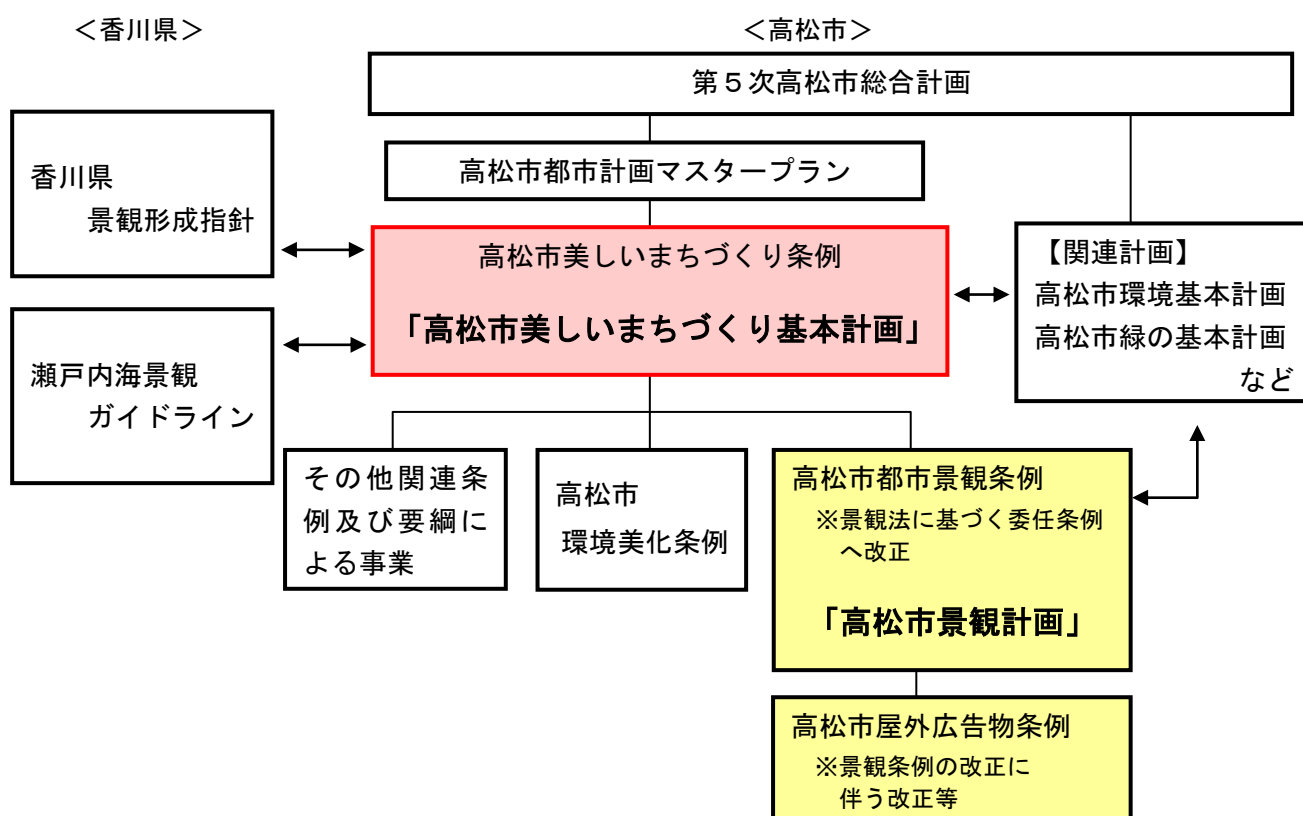 ＜香川県＞
＜高松市＞
第５次高松市総合計画
高松市都市計画マスタープラン
香川県
景観形成指針
瀬戸内海景観
ガイドライン
高松市美しいまちづくり条例
「高松市美しいまちづくり基本計画」
【関連計画】
高松市環境基本計画
高松市緑の基本計画
など
その他関連条
例及び要綱に
よる事業
高松市
環境美化条例
高松市都市景観条例
※景観法に基づく委任条例
へ改正
「高松市景観計画」
高松市屋外広告物条例
※景観条例の改正に
伴う改正等